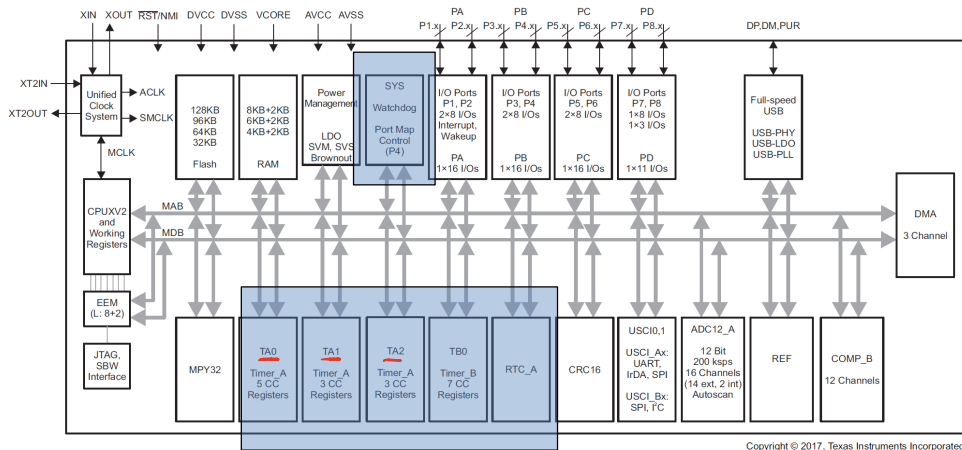 XIN XOUT RST/NMI DVCC DVSS VCORE AVCC AVSS
PA PB PC PD
P1.x P2.x P3.x P4.x P5.x P6.x P7.x P8.x DP,DM,PUR
XT2IN
XT2OUT
Unified
Clock
System
ACLK
SMCLK
MCLK
128KB
96KB
64KB
32KB
Flash
8KB+2KB
6KB+2KB
4KB+2KB
RAM
Power
Management
LDO
SVM, SVS
Brownout
SYS
Watchdog
Port Map
Control
(P4)
I/O Ports
P1, P2
2×8 I/Os
Interrupt,
Wakeup
PA
1×16 I/Os
I/O Ports
P3, P4
2×8 I/Os
PB
1×16 I/Os
I/O Ports
P5, P6
2×8 I/Os
PC
1×16 I/Os
I/O Ports
P7, P8
1×8 I/Os
1×3 I/Os
PD
1×11 I/Os
Full-speed
USB
USB-PHY
USB-LDO
USB-PLL
CPUXV2
and
Working
Registers
MAB
MDB
DMA
3 Channel
EEM
(L: 8+2)
JTAG,
SBW
Interface
MPY32
TA0
Timer_A
5 CC
Registers
TA1
Timer_A
3 CC
Registers
TA2
Timer_A
3 CC
Registers
TB0
Timer_B
7 CC
Registers
RTC_A
CRC16
USCI0,1
USCI_Ax:
UART,
IrDA, SPI
USCI_Bx:
SPI, I²C
ADC12_A
12 Bit
200 ksps
16 Channels
(14 ext, 2 int)
Autoscan
REF
COMP_B
12 Channels
Copyright © 2017, Texas Instruments Incorporated